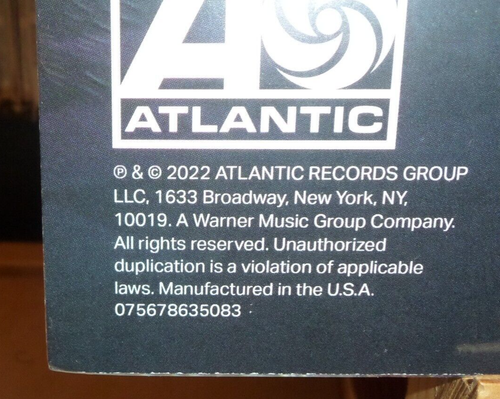 ATLANTIC
℗ & © 2022 ATLANTIC RECORDS GROUP
LLC, 1633 Broadway, New York, NY,
10019. A Warner Music Group Company.
All rights reserved. Unauthorized
duplication is a violation of applicable
laws. Manufactured in the U.S.A.
075678635083